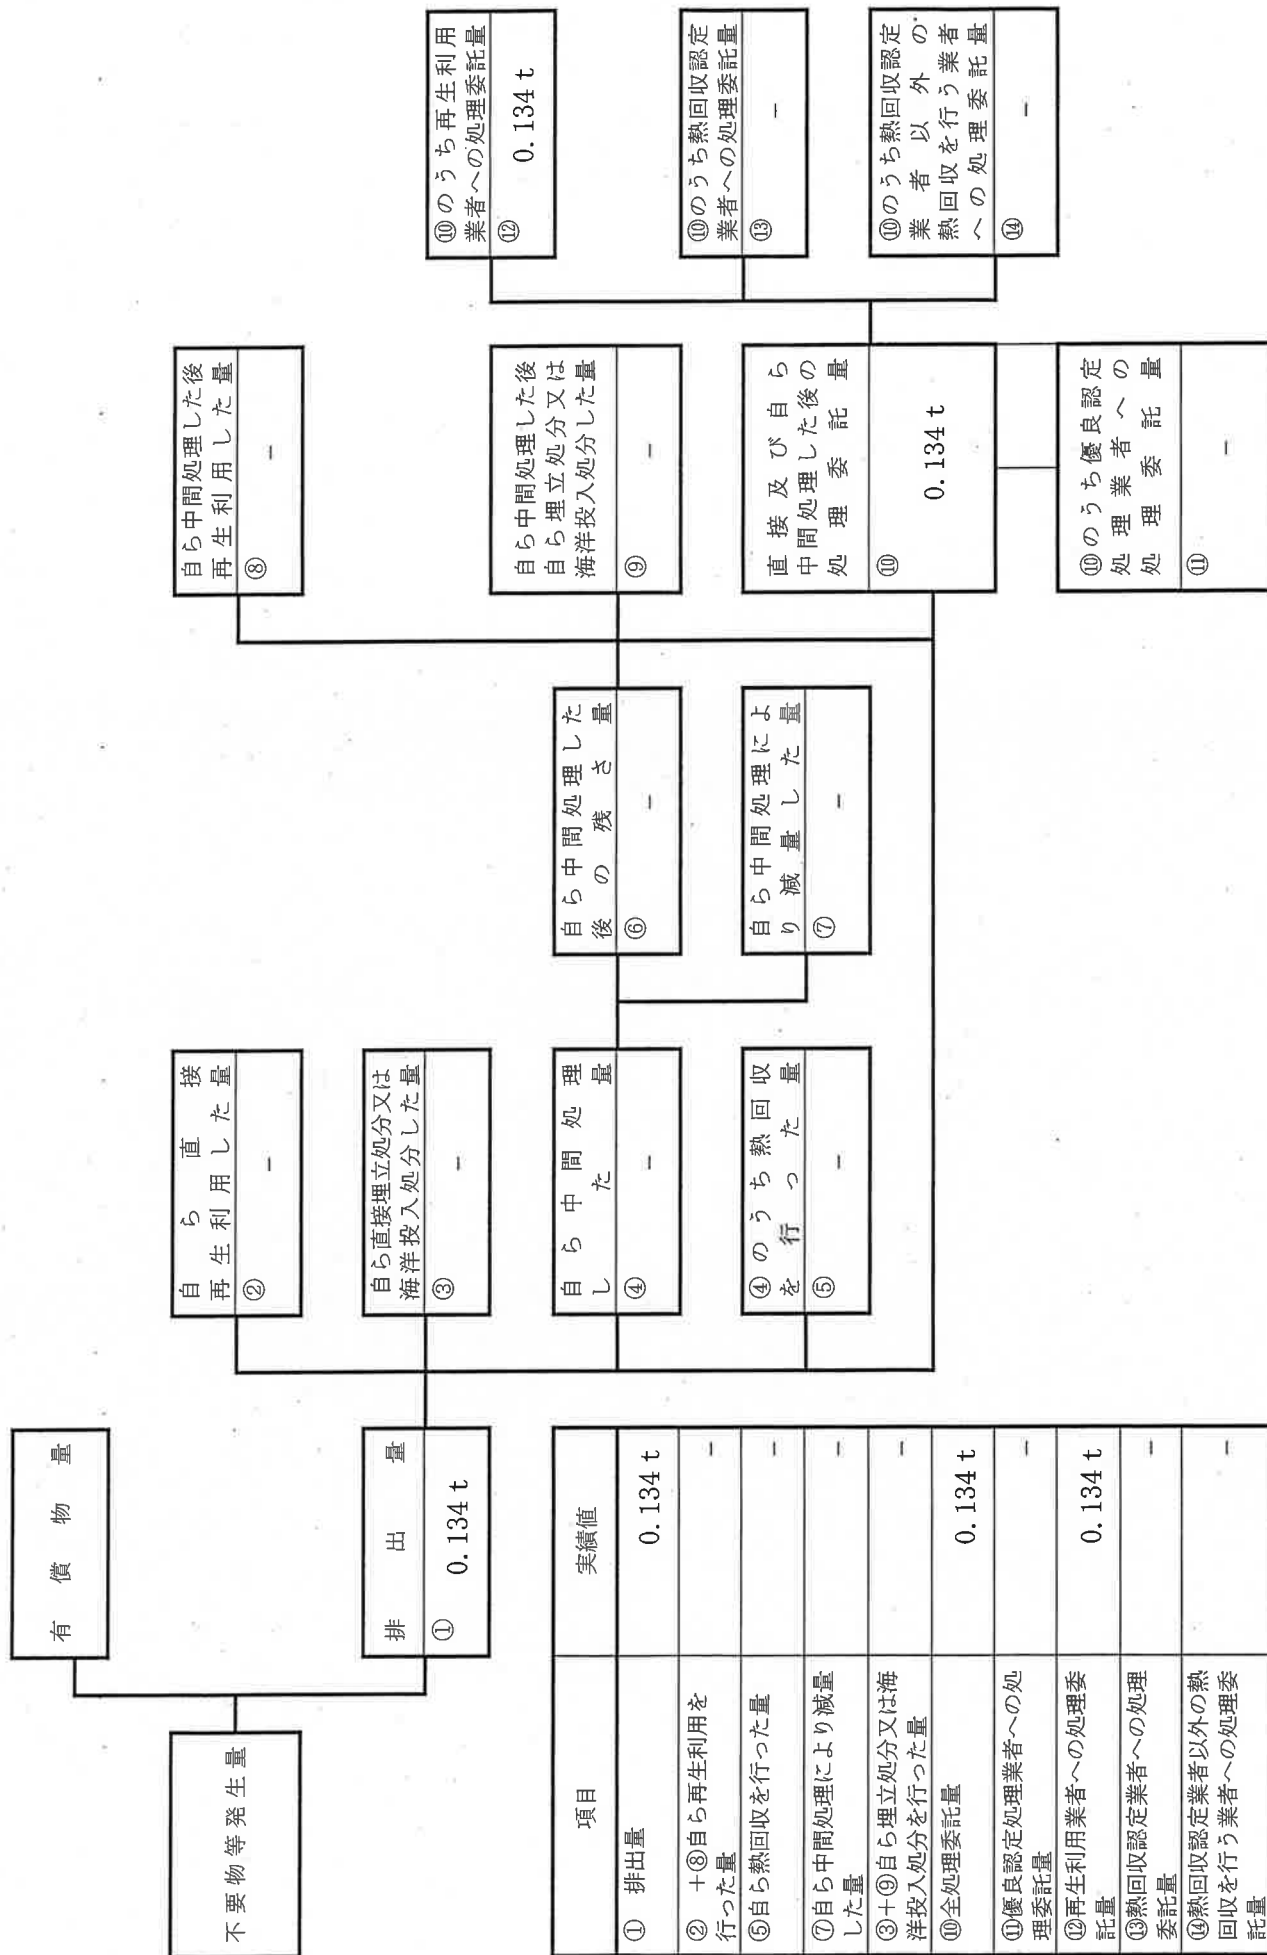 不要物等発生量
有償物量
排出量
① 0.134 t
自ら直接
再生利用した量
② －
自ら直接埋立処分又は
海洋投入処分した量
③ －
自ら中間処理
した量
④ －
④のうち熱回収
を行った量
⑤ －
自ら中間処理した
後の残さ量
⑥ －
自ら中間処理によ
り減量した量
⑦ －
自ら中間処理した後
再生利用した量
⑧ －
自ら中間処理した後
自ら埋立処分又は
海洋投入処分した量
⑨ －
直接及び自ら
中間処理した後の
処理委託量
⑩ 0.134 t
⑩のうち優良認定
処理業者への
処理委託量
⑪ －
⑩のうち再生利用
業者への処理委託量
⑫ 0.134 t
⑩のうち熱回収認定
業者への処理委託量
⑬ －
⑩のうち熱回収認定
業者以外の
熱回収を行う業者
への処理委託量
⑭ －
項目 実績値
① 排出量 0.134 t
② ＋⑧自ら再生利用を
行った量 －
⑤自ら熱回収を行った量 －
⑦自ら中間処理により減量
した量 －
③＋⑨自ら埋立処分又は海
洋投入処分を行った量 －
⑩全処理委託量 0.134 t
⑪優良認定処理業者への処
理委託量 －
⑫再生利用業者への処理委
託量 0.134 t
⑬熱回収認定業者への処理
委託量 －
⑭熱回収認定業者以外の熱
回収を行う業者への処理委
託量 －